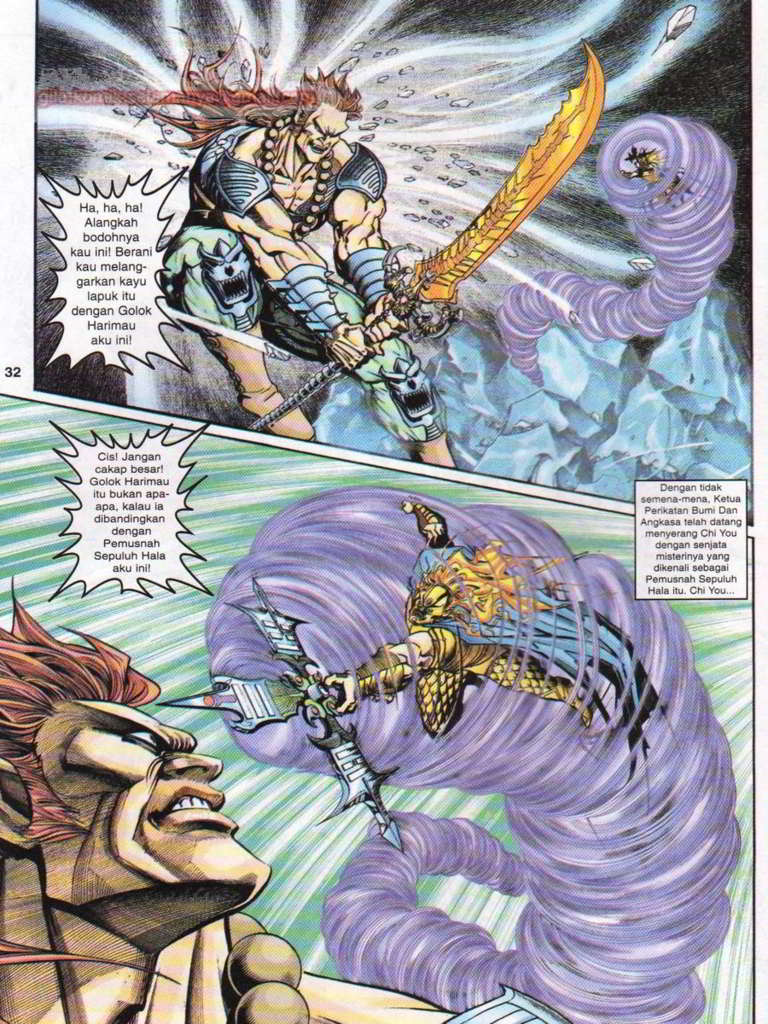 Ha, ha, ha!
Alangkah
bodohnya
kau ini! Berani
kau melang-
garkan kayu
lapuk itu
dengan Golok
Harimau
aku ini!
32
Cis! Jangan
cakap besar!
Golok Harimau
itu bukan apa-
apa, kalau ia
dibandingkan
dengan
Pemusnah
Sepuluh Hala
aku ini!
Dengan tidak
semena-mena, Ketua
Perikatan Bumi Dan
Angkasa telah datang
menyerang Chi You
dengan senjata
misterinya yang
dikenali sebagai
Pemusnah Sepuluh
Hala itu. Chi You...